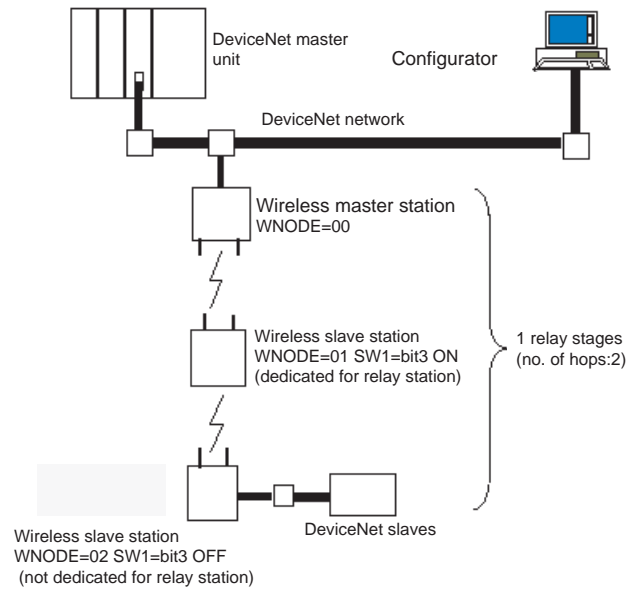 DeviceNet master
unit
Configurator
DeviceNet network
Wireless master station
WNODE=00
Wireless slave station
WNODE=01 SW1=bit3 ON
(dedicated for relay station)
1 relay stages
(no. of hops:2)
DeviceNet slaves
Wireless slave station
WNODE=02 SW1=bit3 OFF
(not dedicated for relay station)